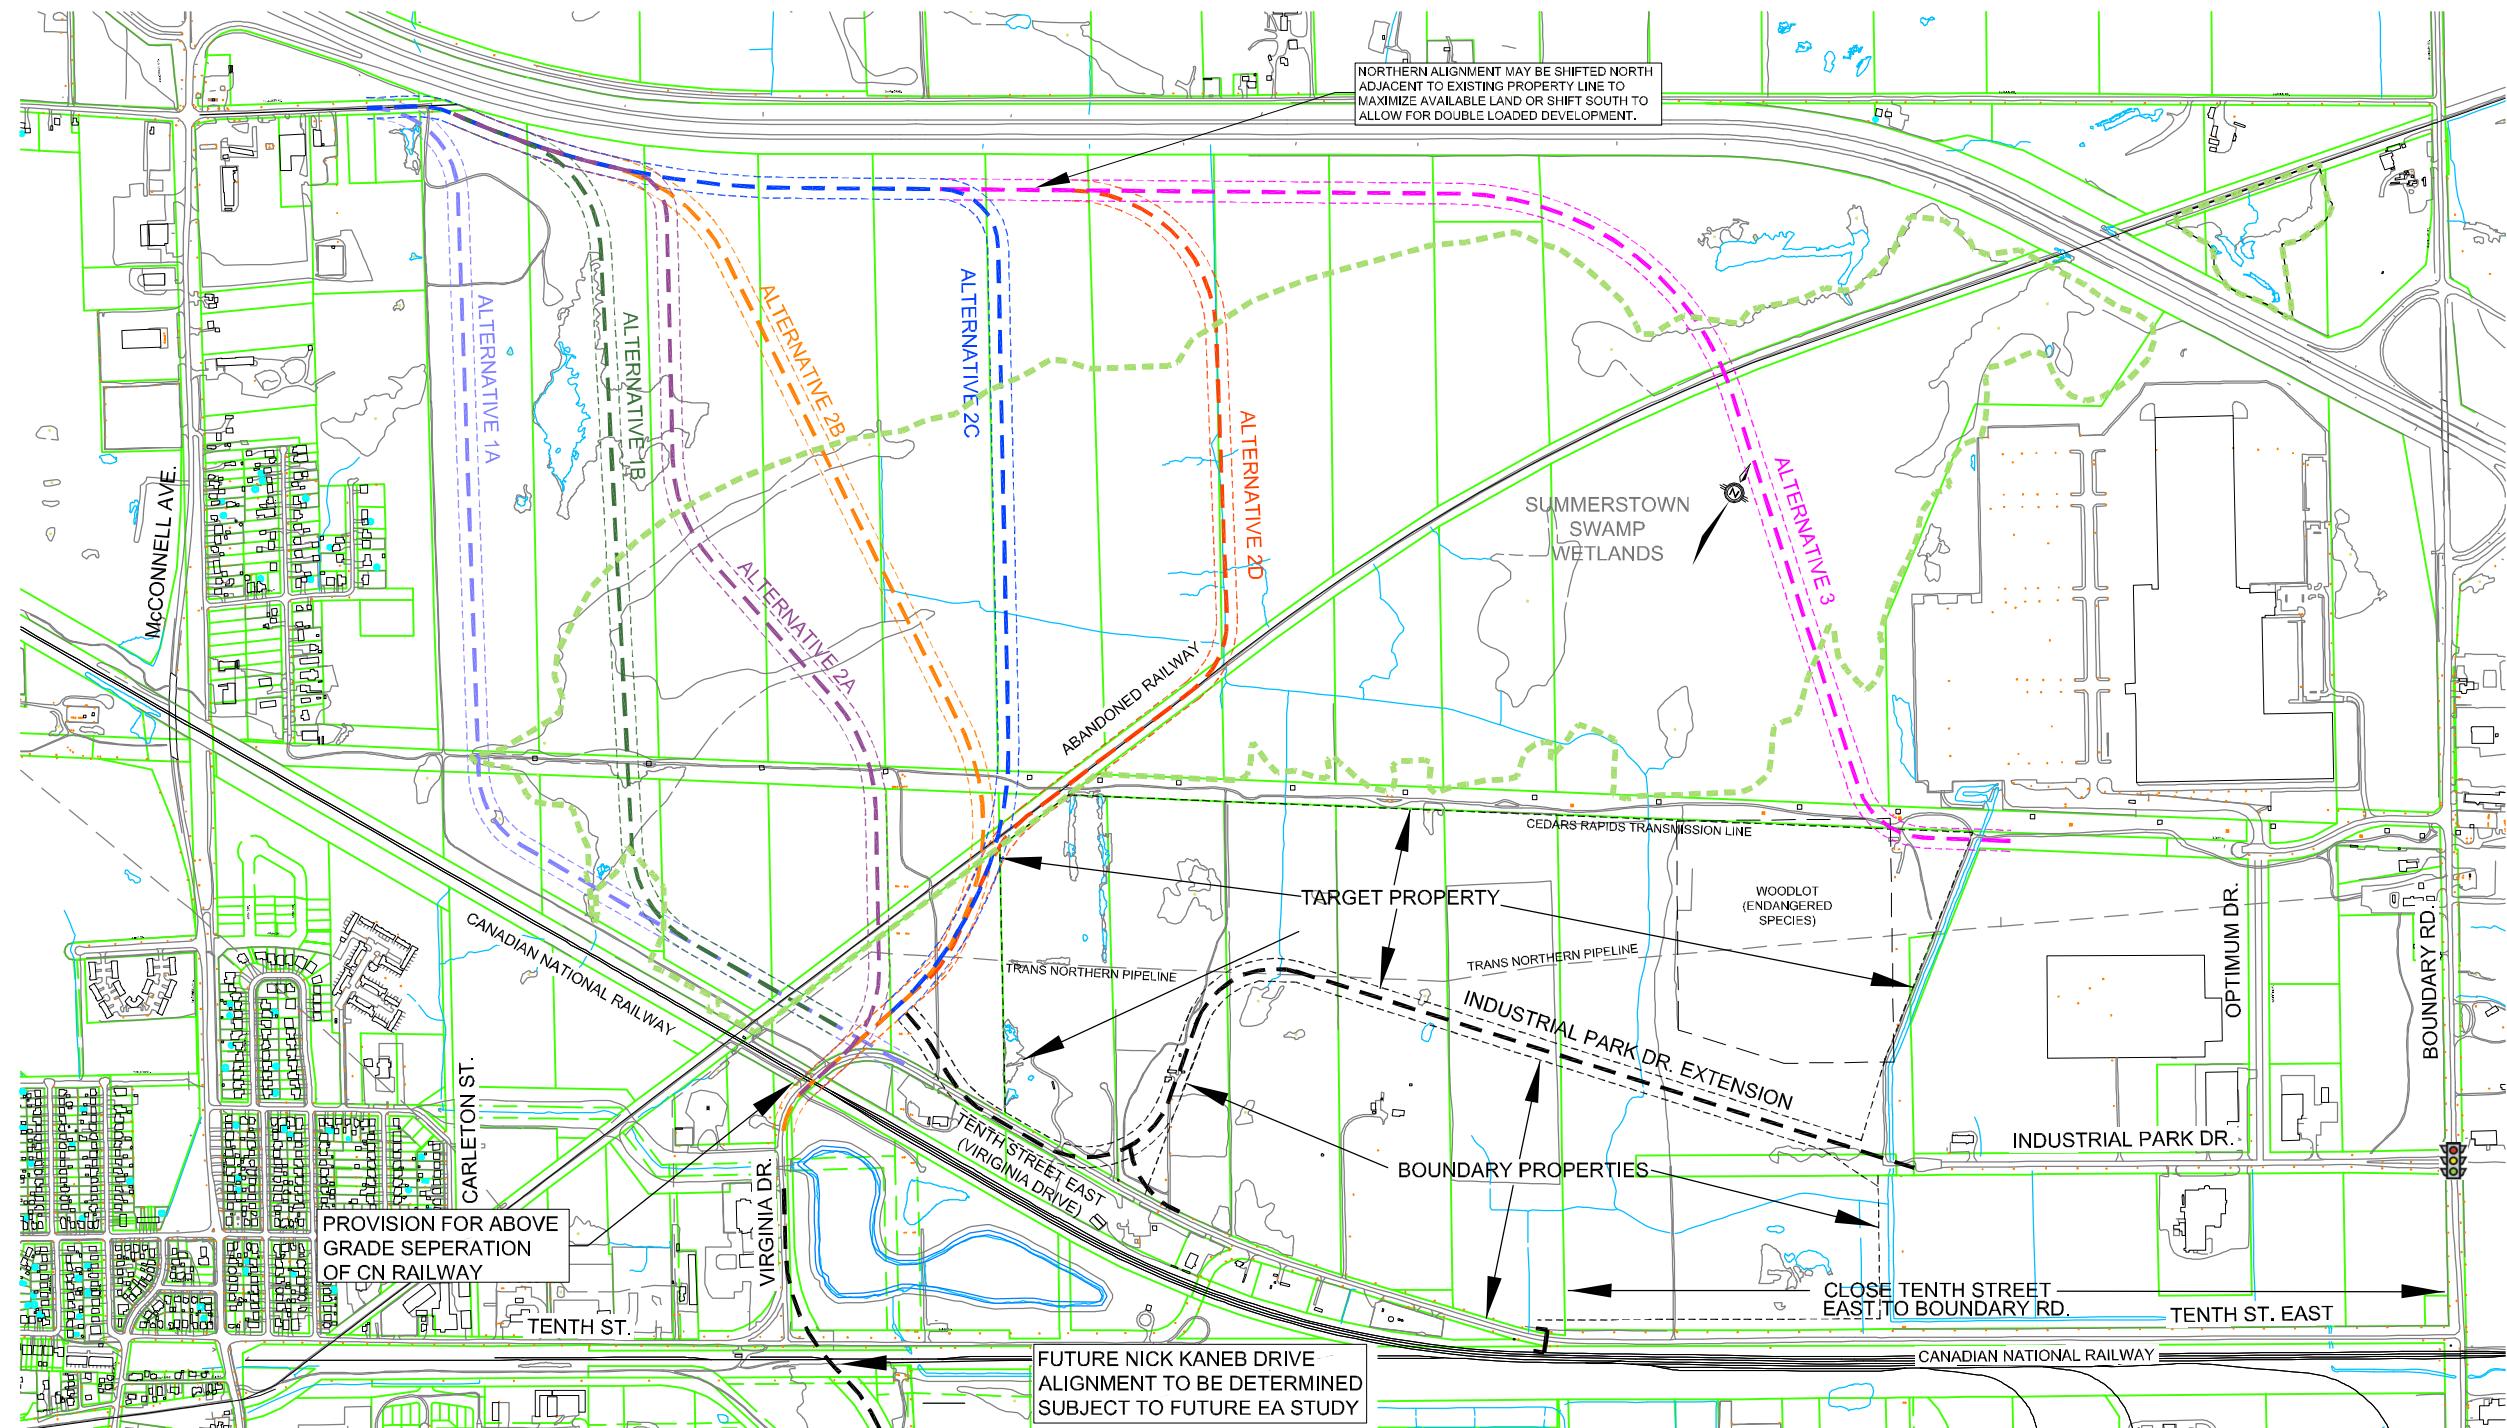 NORTHERN ALIGNMENT MAY BE SHIFTED NORTH
ADJACENT TO EXISTING PROPERTY LINE TO
MAXIMIZE AVAILABLE LAND OR SHIFT SOUTH TO
ALLOW FOR DOUBLE LOADED DEVELOPMENT.
ALTERNATIVE 1A
ALTERNATIVE 1B
ALTERNATIVE 2A
ALTERNATIVE 2B
ALTERNATIVE 2C
ALTERNATIVE 2D
ALTERNATIVE 3
McCONNELL AVE.
SUMMERSTOWN
SWAMP
WETLANDS
N
ABANDONED RAILWAY
CEDARS RAPIDS TRANSMISSION LINE
TARGET PROPERTY
WOODLOT
(ENDANGERED
SPECIES)
OPTIMUM DR.
BOUNDARY RD.
CANADIAN NATIONAL RAILWAY
TRANS NORTHERN PIPELINE
TRANS NORTHERN PIPELINE
INDUSTRIAL PARK DR. EXTENSION
CARLETON ST.
TENTH STREET EAST
(VIRIGINIA DRIVE)
INDUSTRIAL PARK DR.
BOUNDARY PROPERTIES
VIRGINIA DR.
PROVISION FOR ABOVE
GRADE SEPERATION
OF CN RAILWAY
CLOSE TENTH STREET
EAST TO BOUNDARY RD.
TENTH ST.
TENTH ST. EAST
FUTURE NICK KANEB DRIVE
ALIGNMENT TO BE DETERMINED
SUBJECT TO FUTURE EA STUDY
CANADIAN NATIONAL RAILWAY